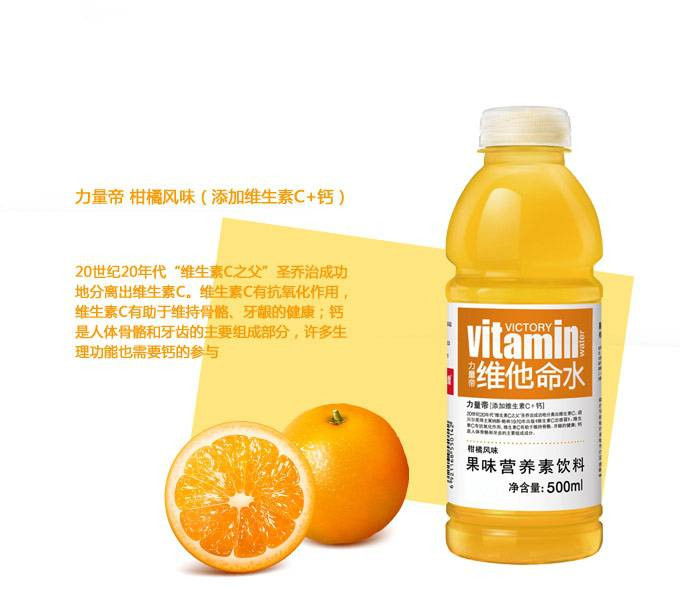 力量帝 柑橘风味（添加维生素C+钙）
20世纪20年代“维生素C之父”圣乔治成功
地分离出维生素C。维生素C有抗氧化作用，
维生素C有助于维持骨骼、牙龈的健康；钙
是人体骨骼和牙齿的主要组成部分，许多生
理功能也需要钙的参与
VICTORY
vitamin
water
力量帝
维他命水
力量帝[添加维生素C+钙]
柑橘风味
果味营养素饮料
净含量: 500ml